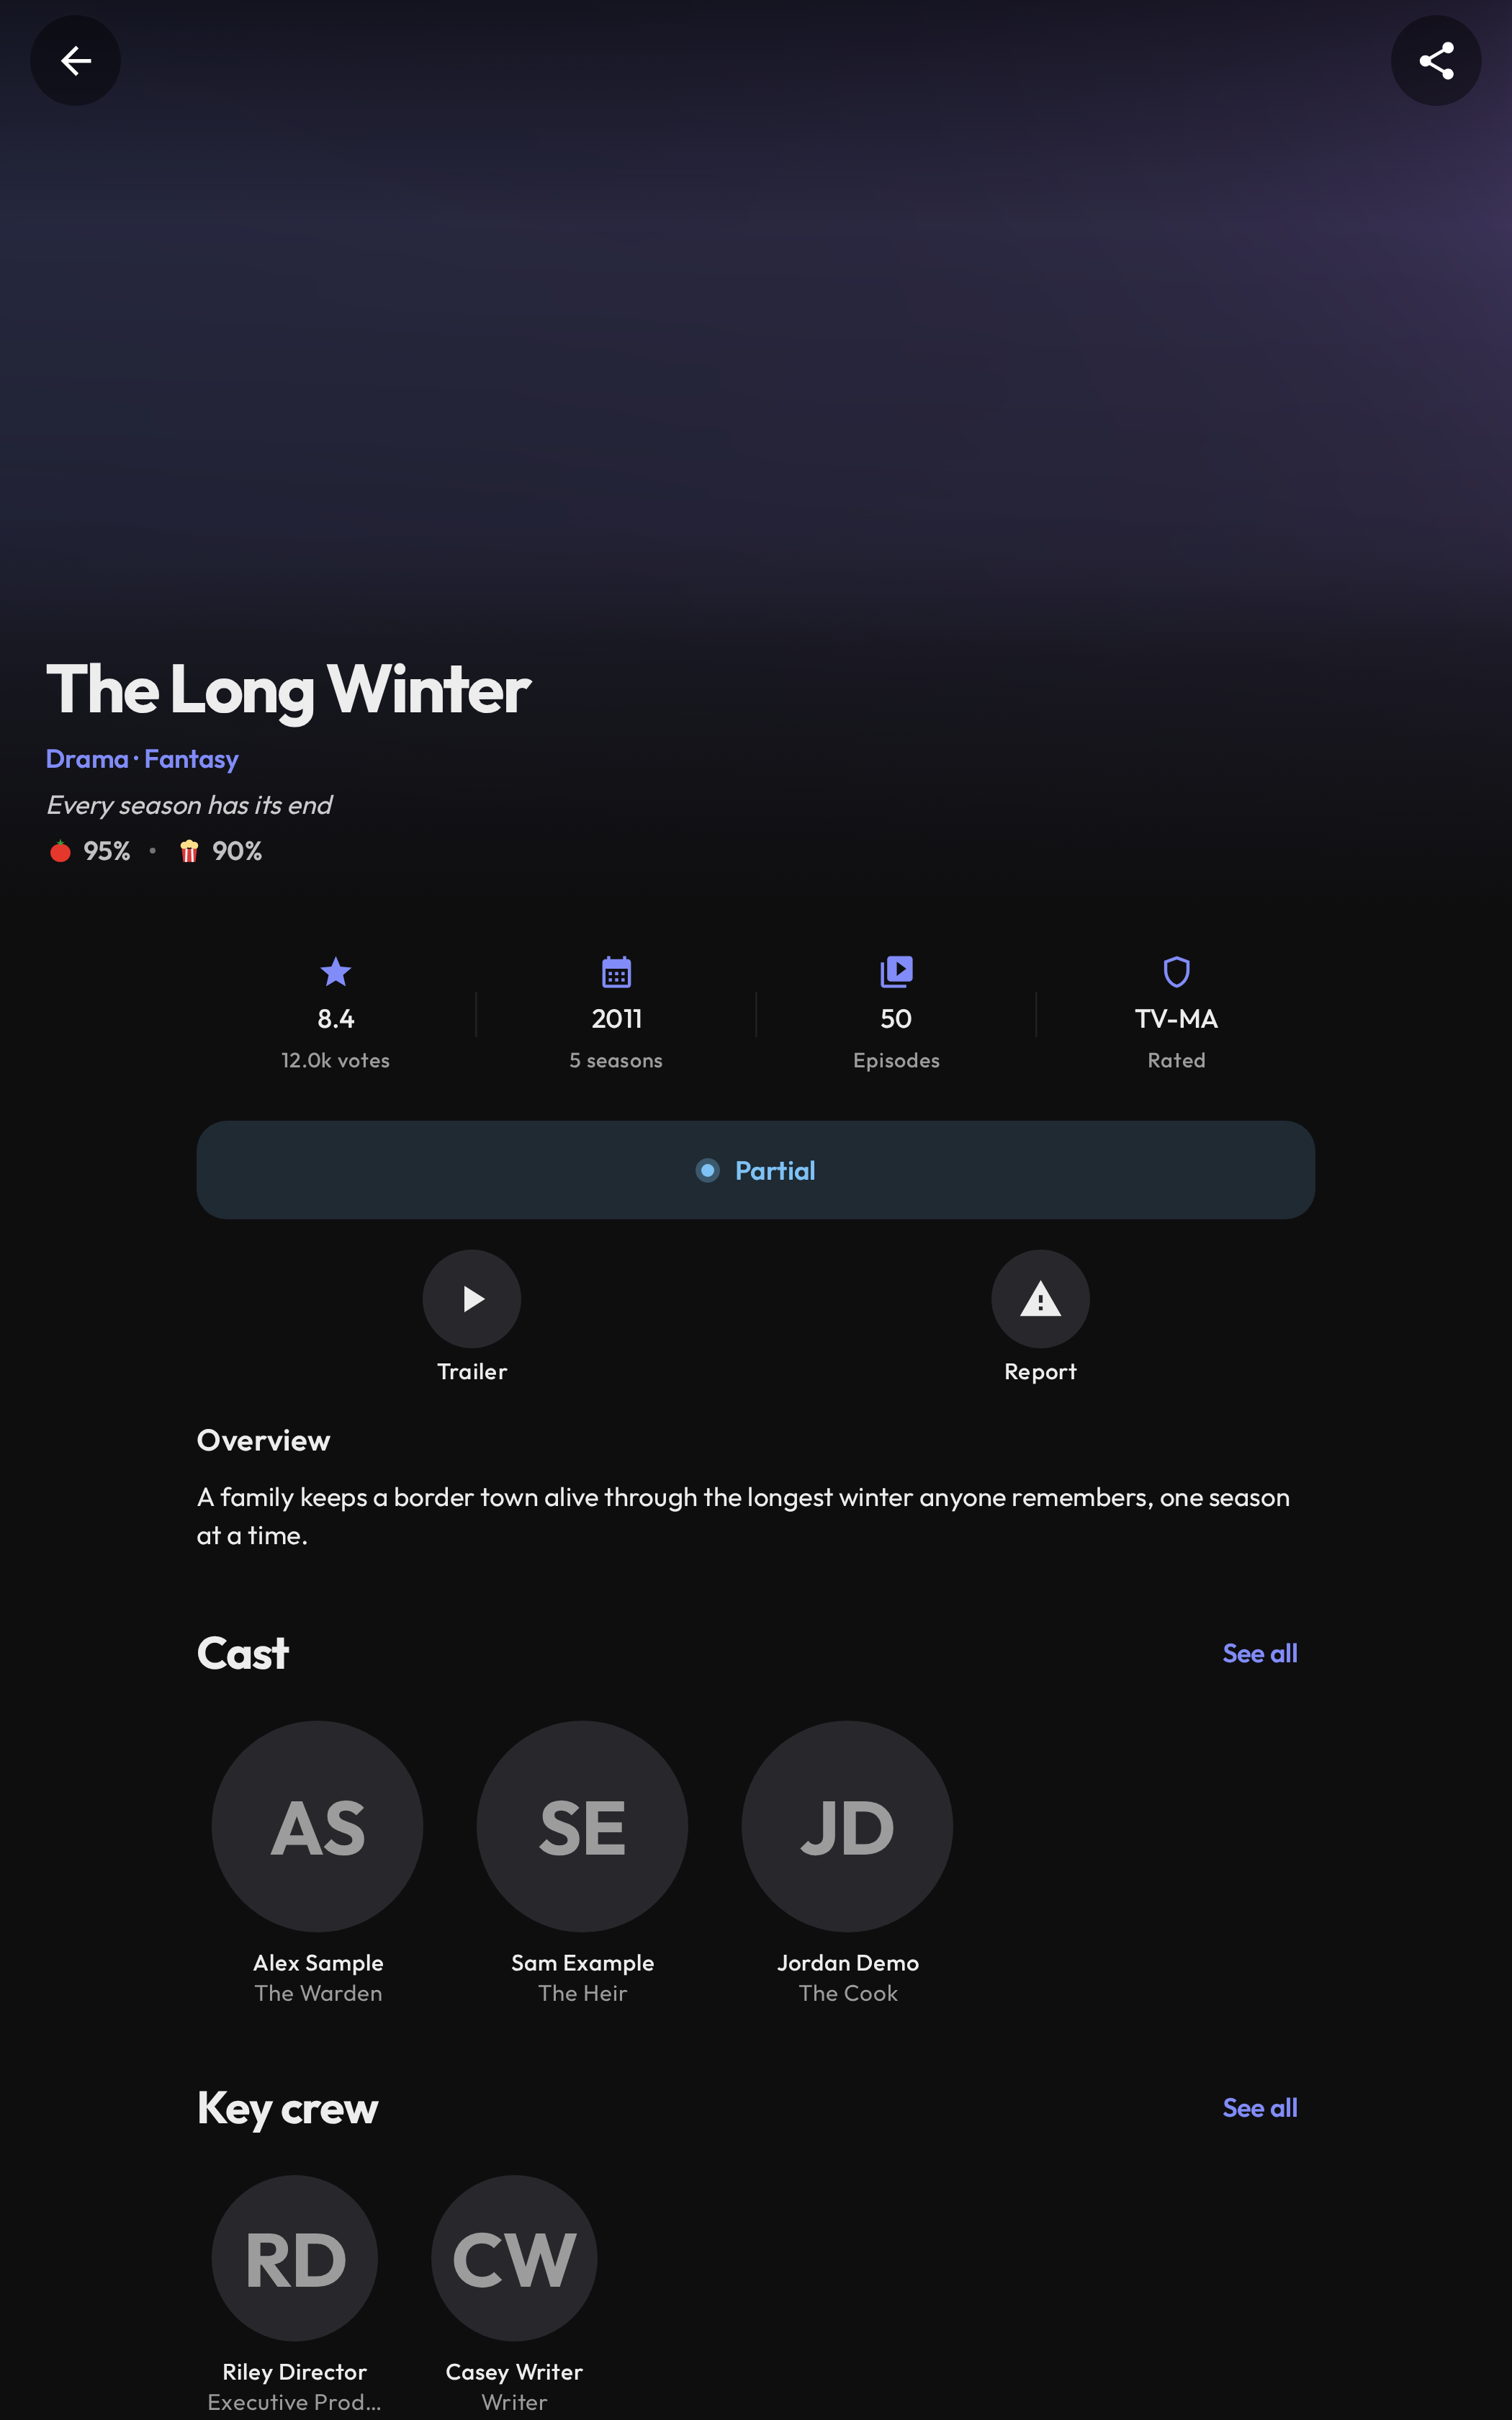 The Long Winter
Drama · Fantasy
Every season has its end
95% • 90%
8.4
12.0k votes
2011
5 seasons
50
Episodes
TV-MA
Rated
Partial
Trailer
Report
Overview
A family keeps a border town alive through the longest winter anyone remembers, one season
at a time.
Cast
See all
AS
SE
JD
Alex Sample
The Warden
Sam Example
The Heir
Jordan Demo
The Cook
Key crew
See all
RD
CW
Riley Director
Executive Prod...
Casey Writer
Writer